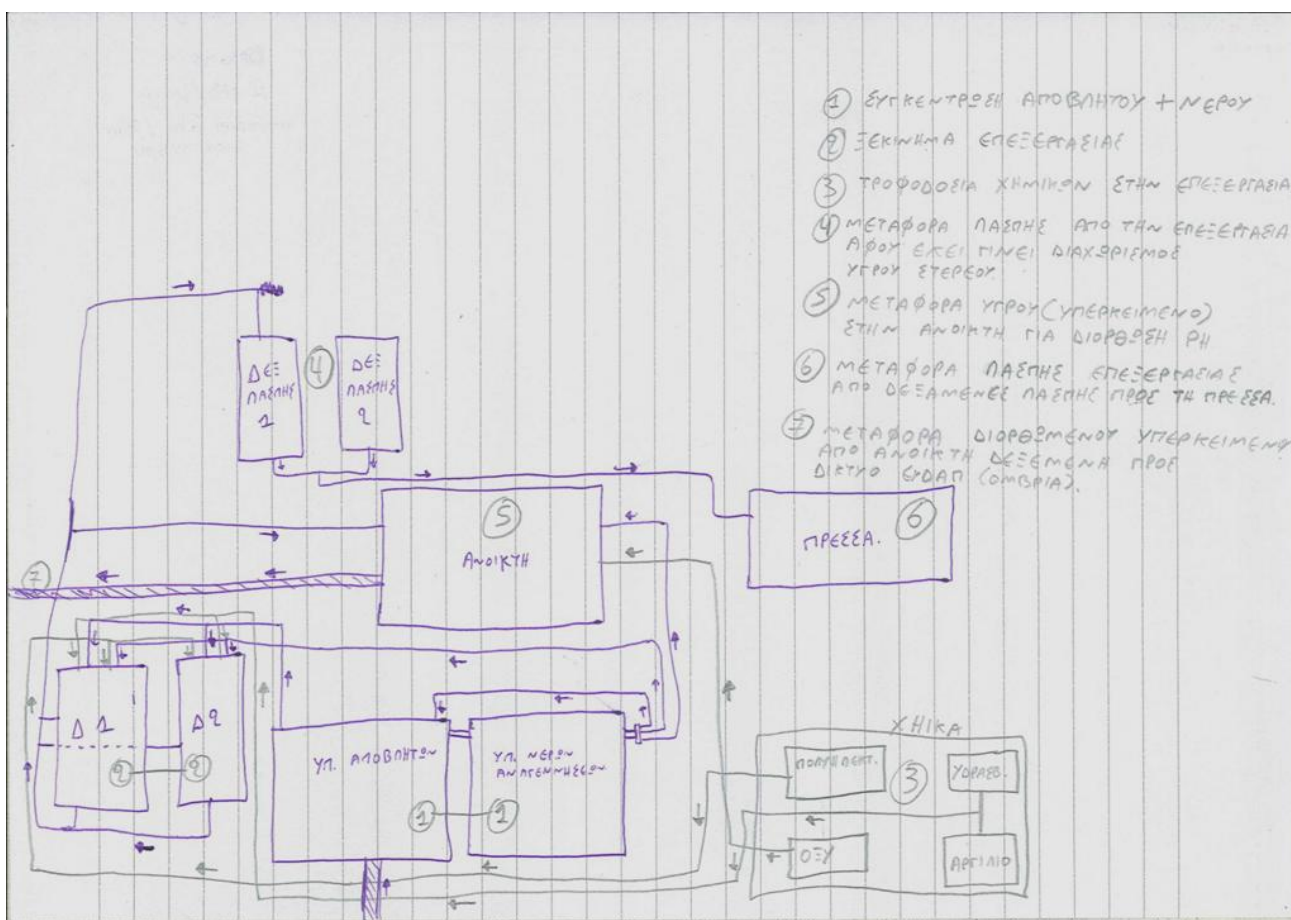 ① ΣΥΓΚΕΝΤΡΩΣΗ ΑΠΟΒΛΗΤΟΥ + ΝΕΡΟΥ
② ΞΕΚΙΝΗΜΑ ΕΠΕΞΕΡΓΑΣΙΑΣ
③ ΤΡΟΦΟΔΟΣΙΑ ΧΗΜΙΚΩΝ ΣΤΗΝ ΕΠΕΞΕΡΓΑΣΙΑ
④ ΜΕΤΑΦΟΡΑ ΛΑΣΠΗΣ ΑΠΟ ΤΗΝ ΕΠΕΞΕΡΓΑΣΙΑ
ΑΦΟΥ ΕΧΕΙ ΓΙΝΕΙ ΔΙΑΧΩΡΙΣΜΟΣ
ΥΓΡΟΥ ΣΤΕΡΕΟΥ.
⑤ ΜΕΤΑΦΟΡΑ ΥΓΡΟΥ (ΥΠΕΡΚΕΙΜΕΝΟ)
ΣΤΗΝ ΑΝΟΙΚΤΗ ΓΙΑ ΔΙΟΡΘΩΣΗ PH
⑥ ΜΕΤΑΦΟΡΑ ΛΑΣΠΗΣ ΕΠΕΞΕΡΓΑΣΙΑΣ
ΑΠΟ ΔΕΞΑΜΕΝΕΣ ΛΑΣΠΗΣ ΠΡΟΣ ΤΗ ΠΡΕΣΣΑ.
⑦ ΜΕΤΑΦΟΡΑ ΔΙΟΡΘΩΜΕΝΟΥ ΥΠΕΡΚΕΙΜΕΝΟΥ
ΑΠΟ ΑΝΟΙΚΤΗ ΔΕΞΕΜΕΝΗ ΠΡΟΣ
ΔΙΚΤΥΟ ΕΥΔΑΠ (ΟΜΒΡΙΑ).
ΔΕΞ
ΛΑΣΠΗΣ
1
④
ΔΕΞ
ΛΑΣΠΗΣ
2
⑤
ΑΝΟΙΚΤΗ
ΠΡΕΣΣΑ.
⑥
⑦
Δ1
②
Δ2
②
ΥΠ. ΑΠΟΒΛΗΤΩΝ
①
ΥΠ. ΝΕΡΩΝ
ΑΝΑΓΕΝΝΗΣΕΩΝ
①
ΧΗΙΚΑ
ΠΟΛΥΗΛΕΚΤ.
③
ΥΔΡΑΣΒ.
ΟΞΥ
ΑΡΓΙΛΙΟ